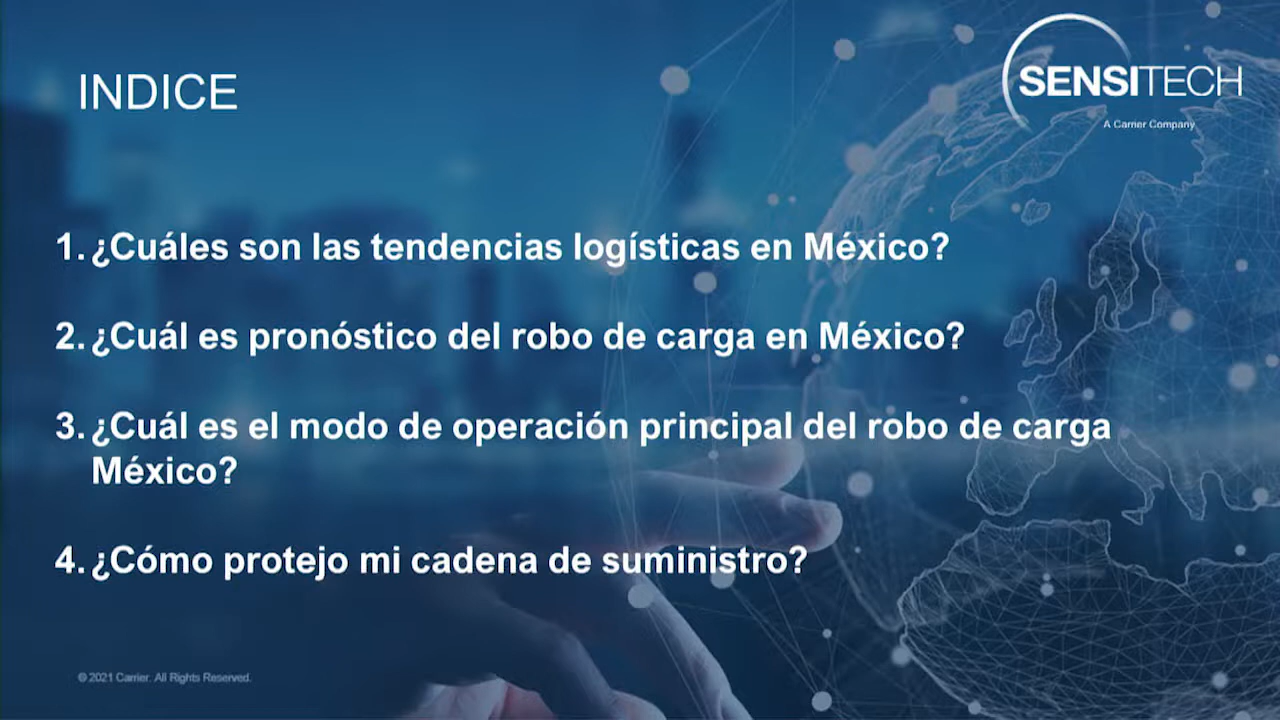 INDICE
SENSITECH
A Carrier Company
1. ¿Cuáles son las tendencias logísticas en México?
2. ¿Cuál es pronóstico del robo de carga en México?
3. ¿Cuál es el modo de operación principal del robo de carga
México?
4. ¿Cómo protejo mi cadena de suministro?
© 2021 Carrier. All Rights Reserved.